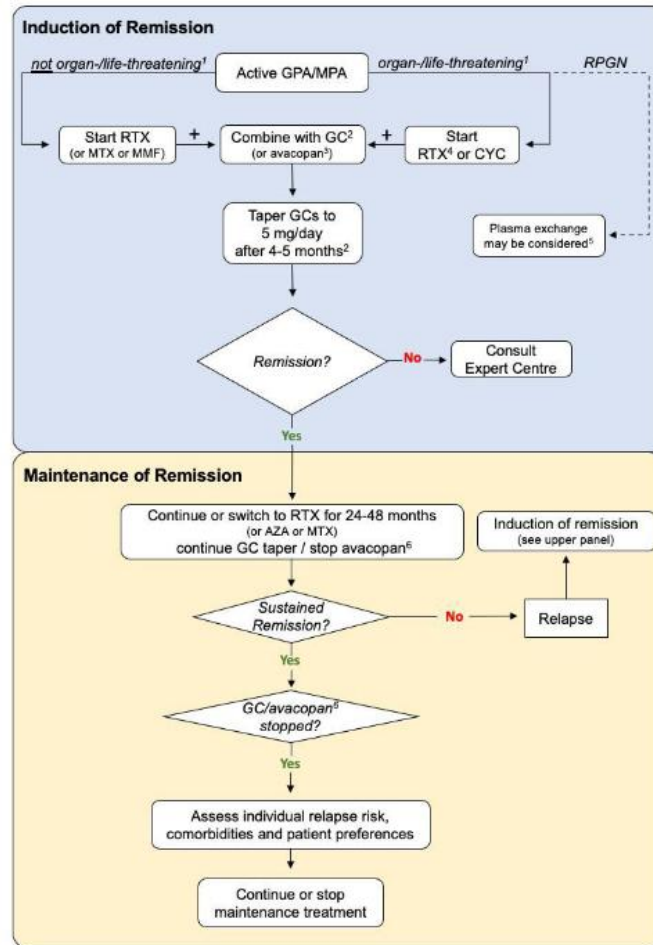 Induction of Remission
not organ-/life-threatening¹
Active GPA/MPA
organ-/life-threatening¹
RPGN
Start RTX
(or MTX or MMF)
+
Combine with GC²
(or avacopan³)
+
Start
RTX⁴ or CYC
Taper GCs to
5 mg/day
after 4-5 months²
Plasma exchange
may be considered⁵
Remission?
No
Consult
Expert Centre
Yes
Maintenance of Remission
Continue or switch to RTX for 24-48 months
(or AZA or MTX)
continue GC taper / stop avacopan⁶
Induction of remission
(see upper panel)
Sustained
Remission?
No
Relapse
Yes
GC/avacopan⁶
stopped?
Yes
Assess individual relapse risk,
comorbidities and patient preferences
Continue or stop
maintenance treatment